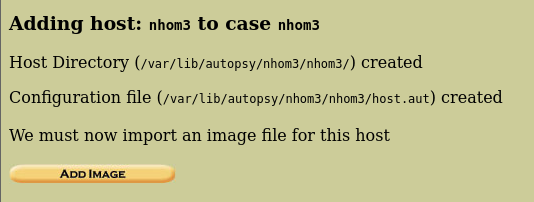 Adding host: nhom3 to case nhom3
Host Directory (/var/lib/autopsy/nhom3/nhom3/) created
Configuration file (/var/lib/autopsy/nhom3/nhom3/host.aut) created
We must now import an image file for this host
ADD IMAGE